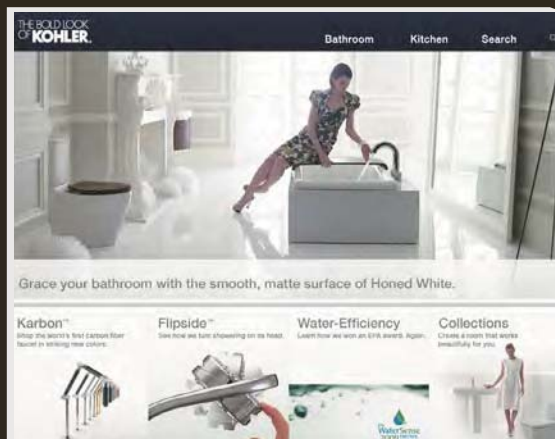 THE BOLD LOOK
OF KOHLER.
Bathroom Kitchen Search
Grace your bathroom with the smooth, matte surface of Honed White.
Karbon™
Shop the world's first carbon fiber
faucet in striking new colors.
Flipside™
See how we turn showering on its head.
Water-Efficiency
Learn how we won an EPA award. Again.
Collections
Create a room that works
beautifully for you.
WaterSense